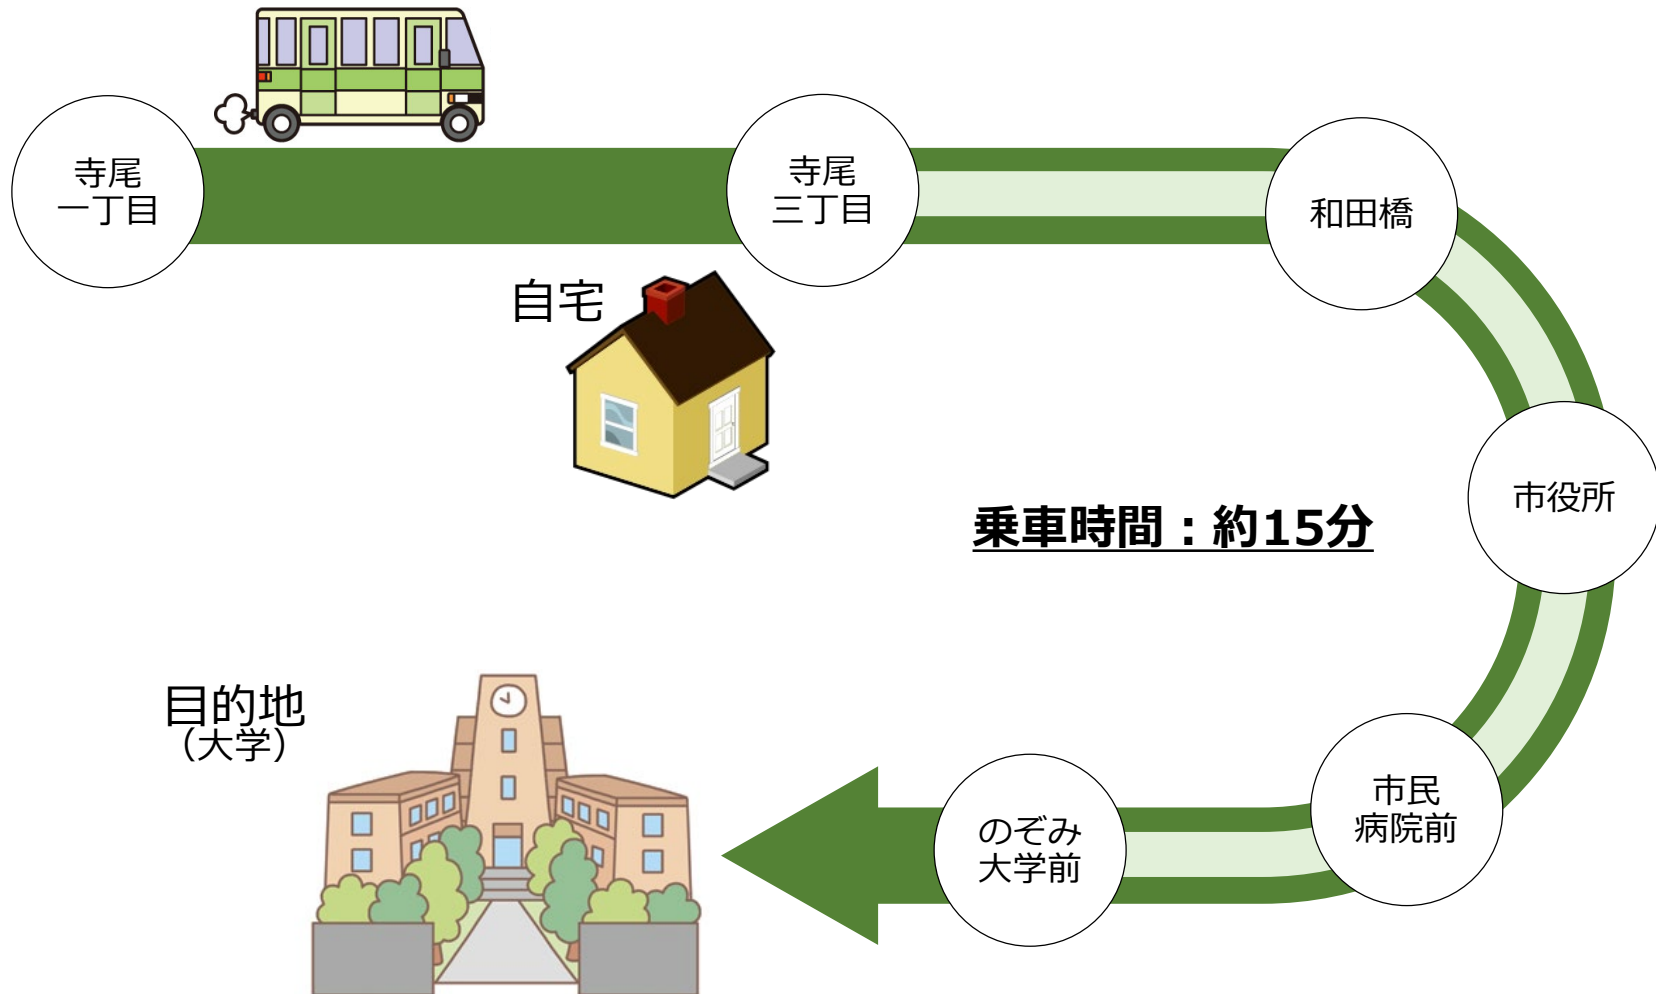 寺尾
一丁目
寺尾
三丁目
和田橋
自宅
市役所
乗車時間：約15分
目的地
（大学）
市民
病院前
のぞみ
大学前